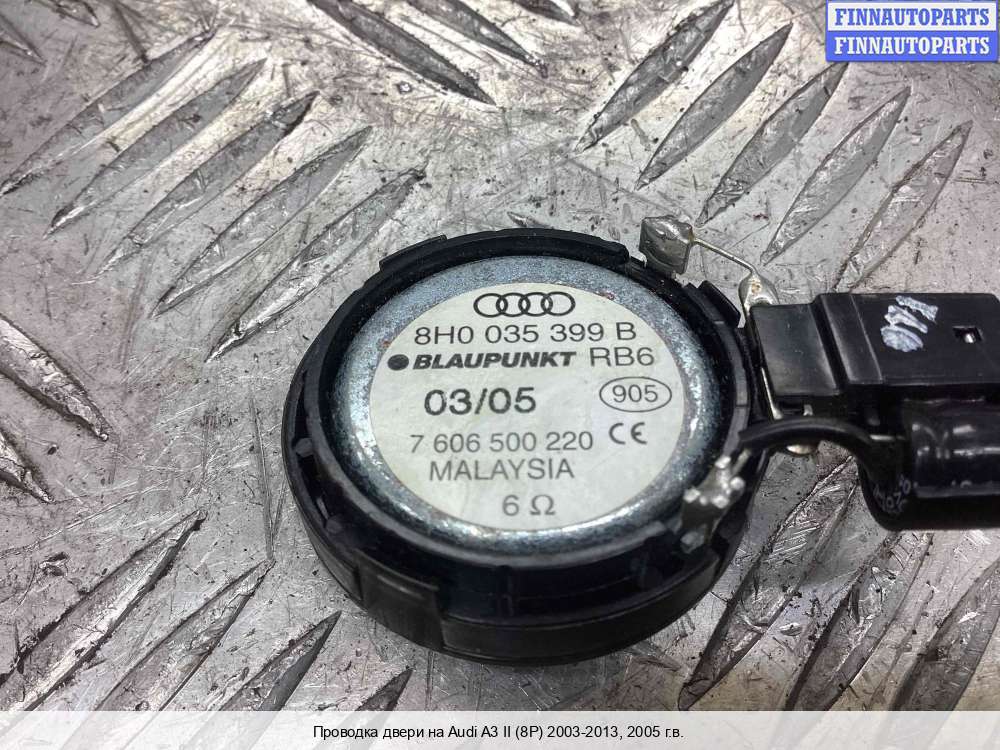 FINNAUTOPARTS
FINNAUTOPARTS
8H0 035 399 B
BLAUPUNKT RB6
03/05 905
7 606 500 220 CE
MALAYSIA
6 Ω
Проводка двери на Audi A3 II (8P) 2003-2013, 2005 г.в.